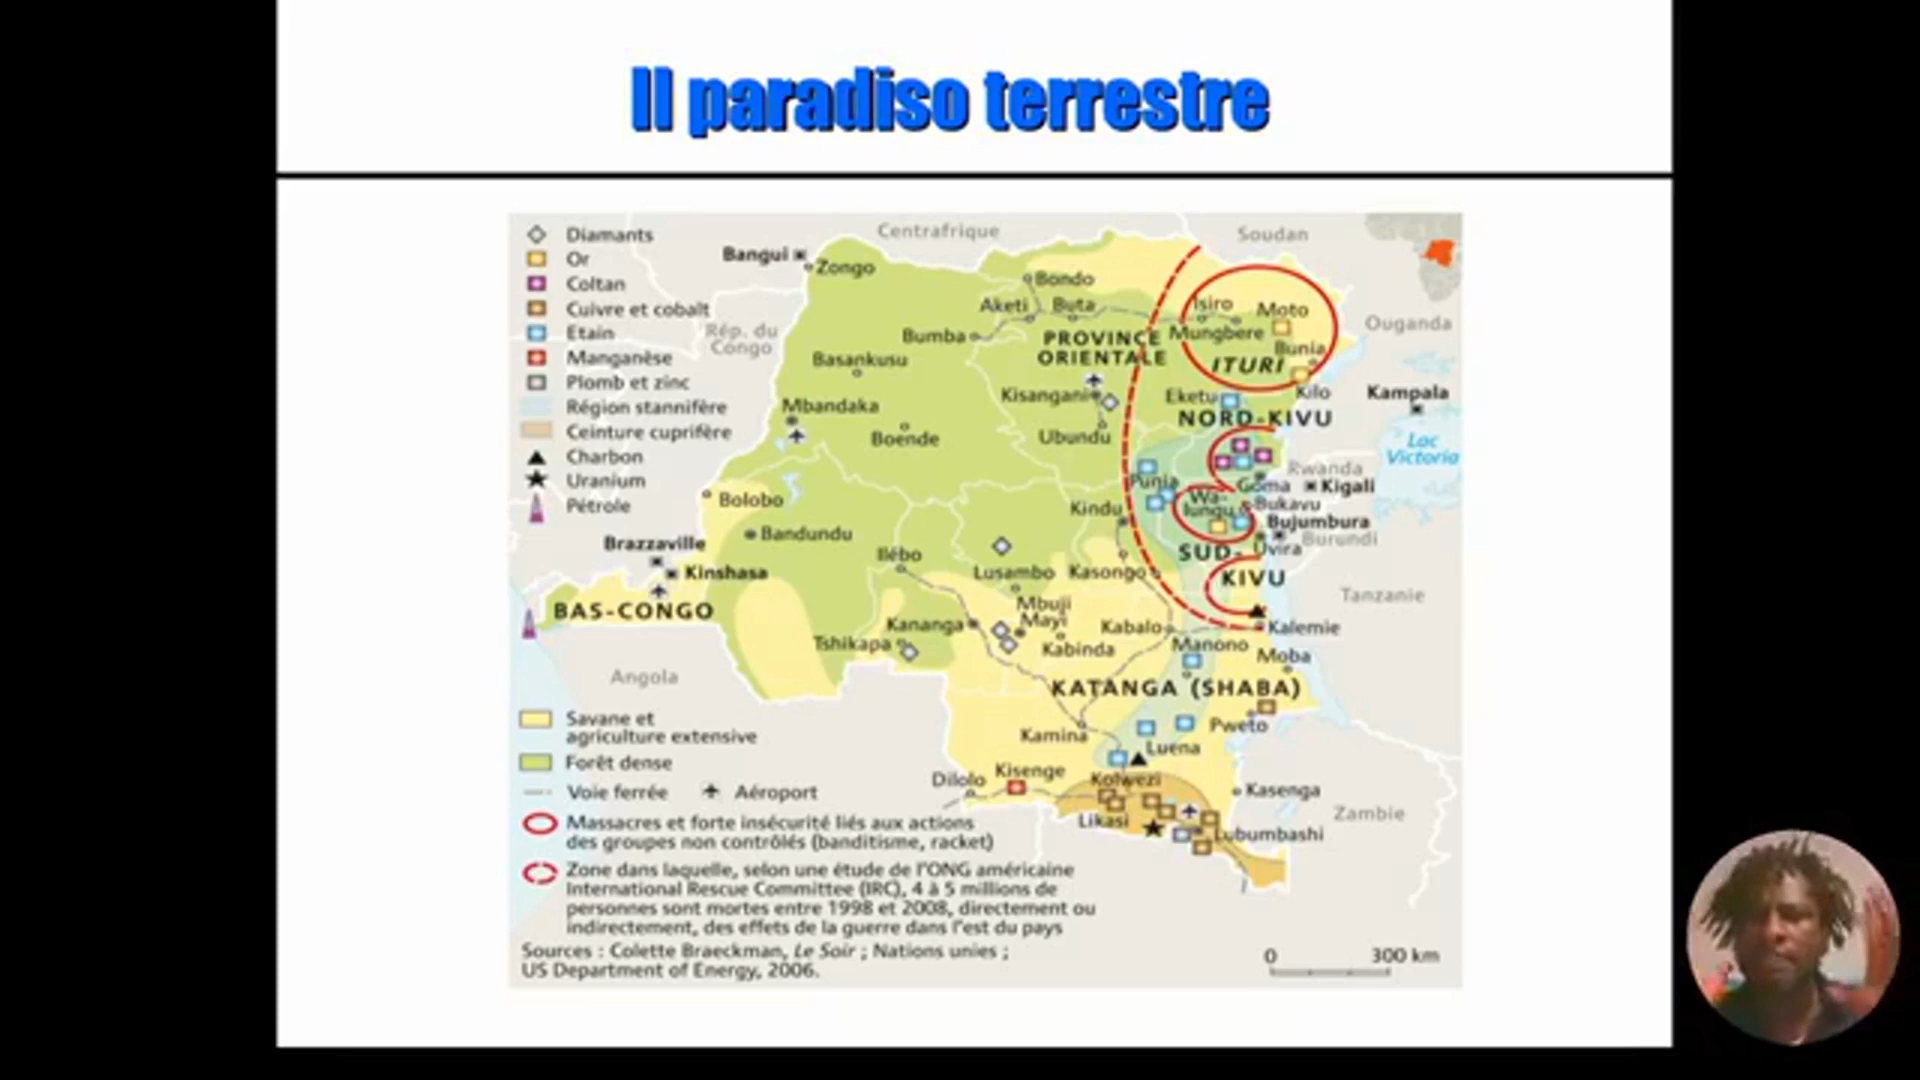 Il paradiso terrestre
Diamants
Or
Coltan
Cuivre et cobalt
Etain
Manganèse
Plomb et zinc
Région stannifère
Ceinture cuprifère
Charbon
Uranium
Pétrole
Centrafrique
Soudan
Bangui
Zongo
Bondo
Aketi
Buta
Isiro
Moto
Ouganda
Rép. du
Congo
Bumba
PROVINCE
ORIENTALE
Mungbere
Bunia
ITURI
Basankusu
Kisangani
Eketu
Kilo
Kampala
Mbandaka
Boende
Ubundu
NORD-KIVU
Lac
Victoria
Rwanda
Punia
Goma
Kigali
Bolobo
Wa-
lungu
Bukavu
Kindu
Bujumbura
Bandundu
Burundi
Brazzaville
Ilébo
SUD-
Uvira
Kinshasa
Lusambo
Kasongo
KIVU
Tanzanie
BAS-CONGO
Mbuji
Mayi
Kananga
Kabalo
Kalemie
Tshikapa
Kabinda
Manono
Moba
Angola
KATANGA (SHABA)
Pweto
Kamina
Luena
Dilolo
Kisenge
Kolwezi
Kasenga
Likasi
Lubumbashi
Zambie
Savane et
agriculture extensive
Forêt dense
Voie ferrée
Aéroport
Massacres et forte insécurité liés aux actions
des groupes non contrôlés (banditisme, racket)
Zone dans laquelle, selon une étude de l'ONG américaine
International Rescue Committee (IRC), 4 à 5 millions de
personnes sont mortes entre 1998 et 2008, directement ou
indirectement, des effets de la guerre dans l'est du pays
Sources : Colette Braeckman, Le Soir ; Nations unies ;
US Department of Energy, 2006.
0
300 km